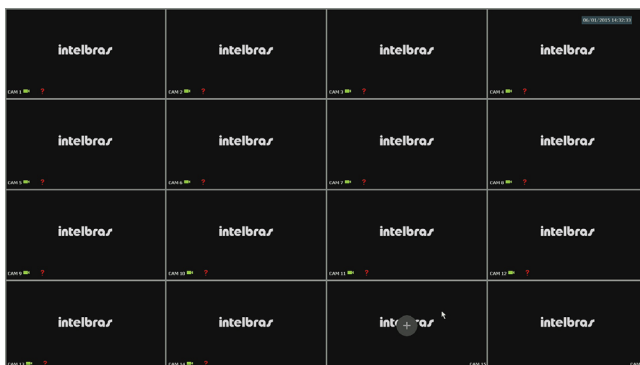 06/01/2015 14:32:33
intelbras intelbras intelbras intelbras
CAM 1 ? CAM 2 ? CAM 3 ? CAM 4 ?
intelbras intelbras intelbras intelbras
CAM 5 ? CAM 6 ? CAM 7 ? CAM 8 ?
intelbras intelbras intelbras intelbras
CAM 9 ? CAM 10 ? CAM 11 ? CAM 12 ?
intelbras intelbras intelbras
CAM 13 ? CAM 14 ? CAM 15